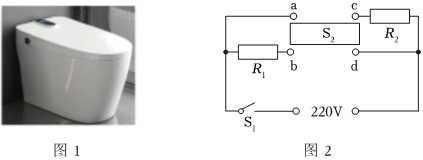 a c
S₂ R₂
R₁ b d
S₁ 220V
图 1 图 2